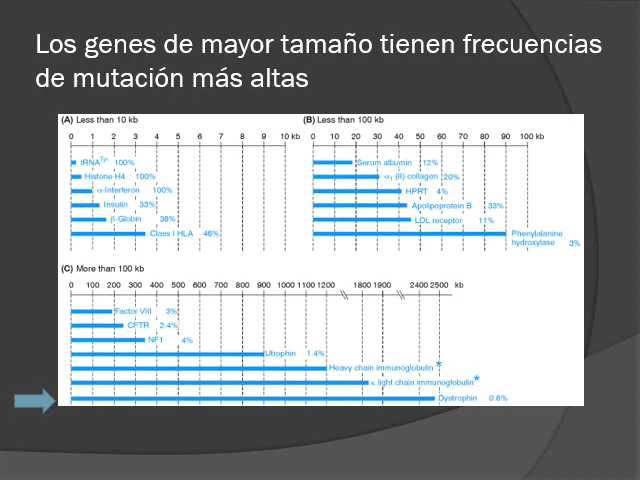 Los genes de mayor tamaño tienen frecuencias
de mutación más altas
(A) Less than 10 kb
0 1 2 3 4 5 6 7 8 9 10 kb
tRNATyr 100%
Histone H4 100%
α-Interferon 100%
Insulin 33%
β-Globin 38%
Class I HLA 46%
(B) Less than 100 kb
0 10 20 30 40 50 60 70 80 90 100 kb
Serum albumin 12%
α1 (II) collagen 20%
HPRT 4%
Apolipoprotein B 33%
LDL receptor 11%
Phenylalanine
hydroxylase 3%
(C) More than 100 kb
0 100 200 300 400 500 600 700 800 900 1000 1100 1200 1800 1900 2400 2500 kb
Factor VIII 3%
CFTR 2.4%
NF1 4%
Utrophin 1.4%
Heavy chain immunoglobulin *
κ light chain immunoglobulin *
Dystrophin 0.6%